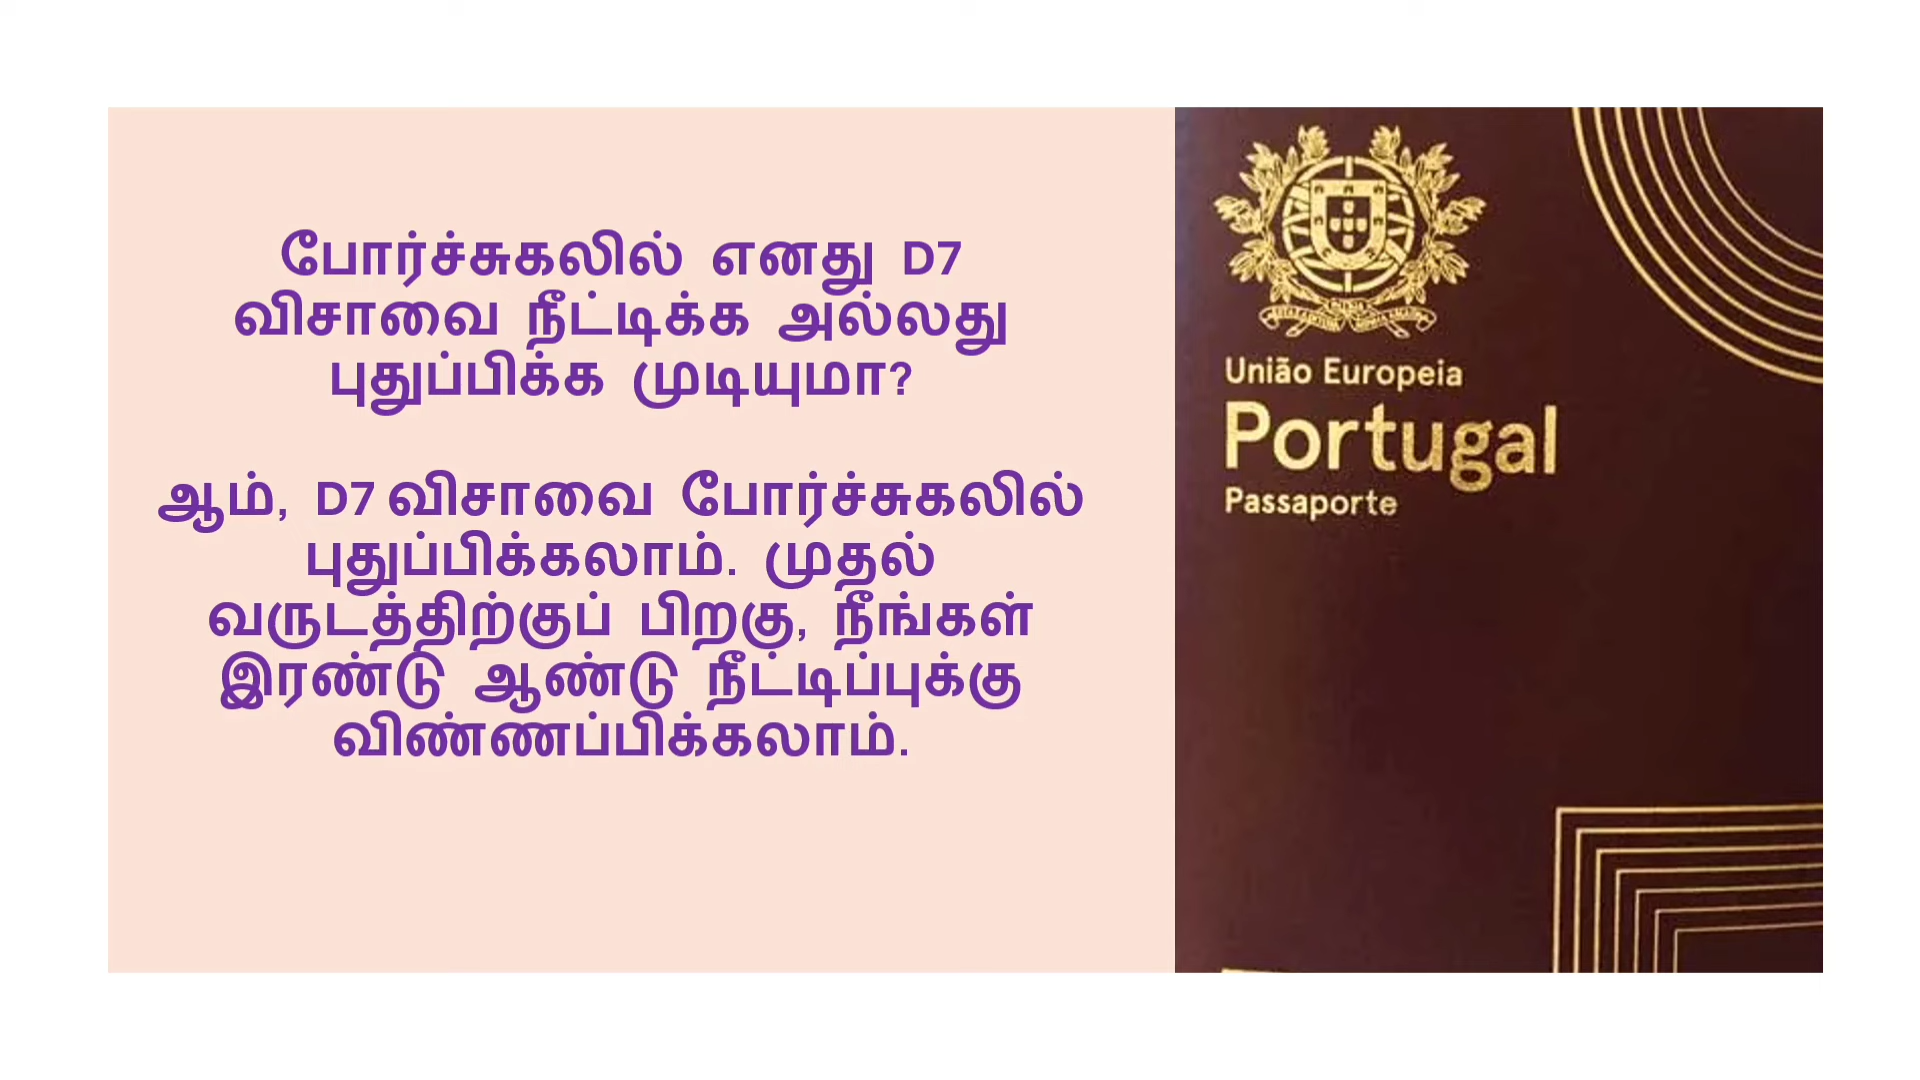 போர்ச்சுகலில் எனது D7
விசாவை நீட்டிக்க அல்லது
புதுப்பிக்க முடியுமா?
ஆம், D7 விசாவை போர்ச்சுகலில்
புதுப்பிக்கலாம். முதல்
வருடத்திற்குப் பிறகு, நீங்கள்
இரண்டு ஆண்டு நீட்டிப்புக்கு
விண்ணப்பிக்கலாம்.
União Europeia
Portugal
Passaporte